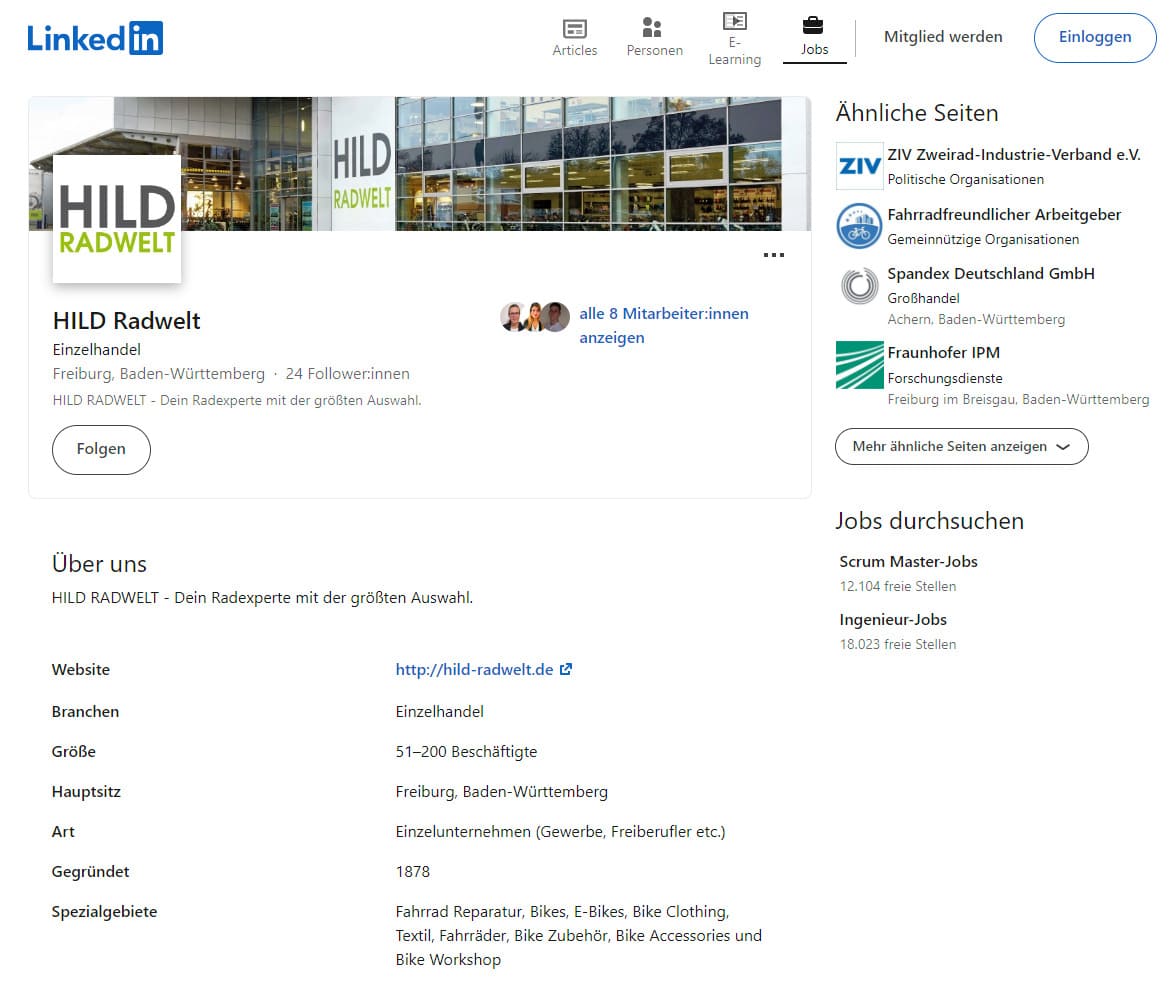 Linked in
Articles
Personen
E-
Learning
Jobs
Mitglied werden
Einloggen
HILD
RADWELT
HILD
RADWELT
HILD Radwelt
Einzelhandel
Freiburg, Baden-Württemberg · 24 Follower:innen
HILD RADWELT - Dein Radexperte mit der größten Auswahl.
Folgen
alle 8 Mitarbeiter:innen
anzeigen
Über uns
HILD RADWELT - Dein Radexperte mit der größten Auswahl.
Website http://hild-radwelt.de
Branchen Einzelhandel
Größe 51–200 Beschäftigte
Hauptsitz Freiburg, Baden-Württemberg
Art Einzelunternehmen (Gewerbe, Freiberufler etc.)
Gegründet 1878
Spezialgebiete Fahrrad Reparatur, Bikes, E-Bikes, Bike Clothing,
Textil, Fahrräder, Bike Zubehör, Bike Accessories und
Bike Workshop
Ähnliche Seiten
ZIV
ZIV Zweirad-Industrie-Verband e.V.
Politische Organisationen
Fahrradfreundlicher Arbeitgeber
Gemeinnützige Organisationen
Spandex Deutschland GmbH
Großhandel
Achern, Baden-Württemberg
Fraunhofer IPM
Forschungsdienste
Freiburg im Breisgau, Baden-Württemberg
Mehr ähnliche Seiten anzeigen
Jobs durchsuchen
Scrum Master-Jobs
12.104 freie Stellen
Ingenieur-Jobs
18.023 freie Stellen